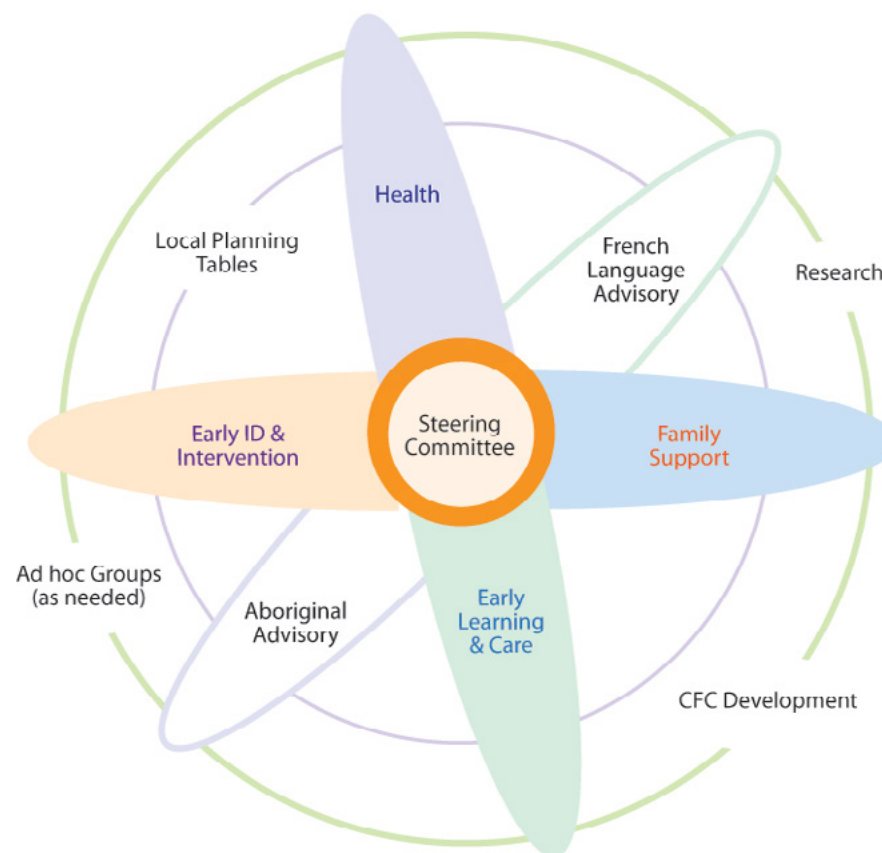 Health
Local Planning
Tables
French
Language
Advisory
Research
Early ID &
Intervention
Steering
Committee
Family
Support
Ad hoc Groups
(as needed)
Aboriginal
Advisory
Early
Learning
& Care
CFC Development